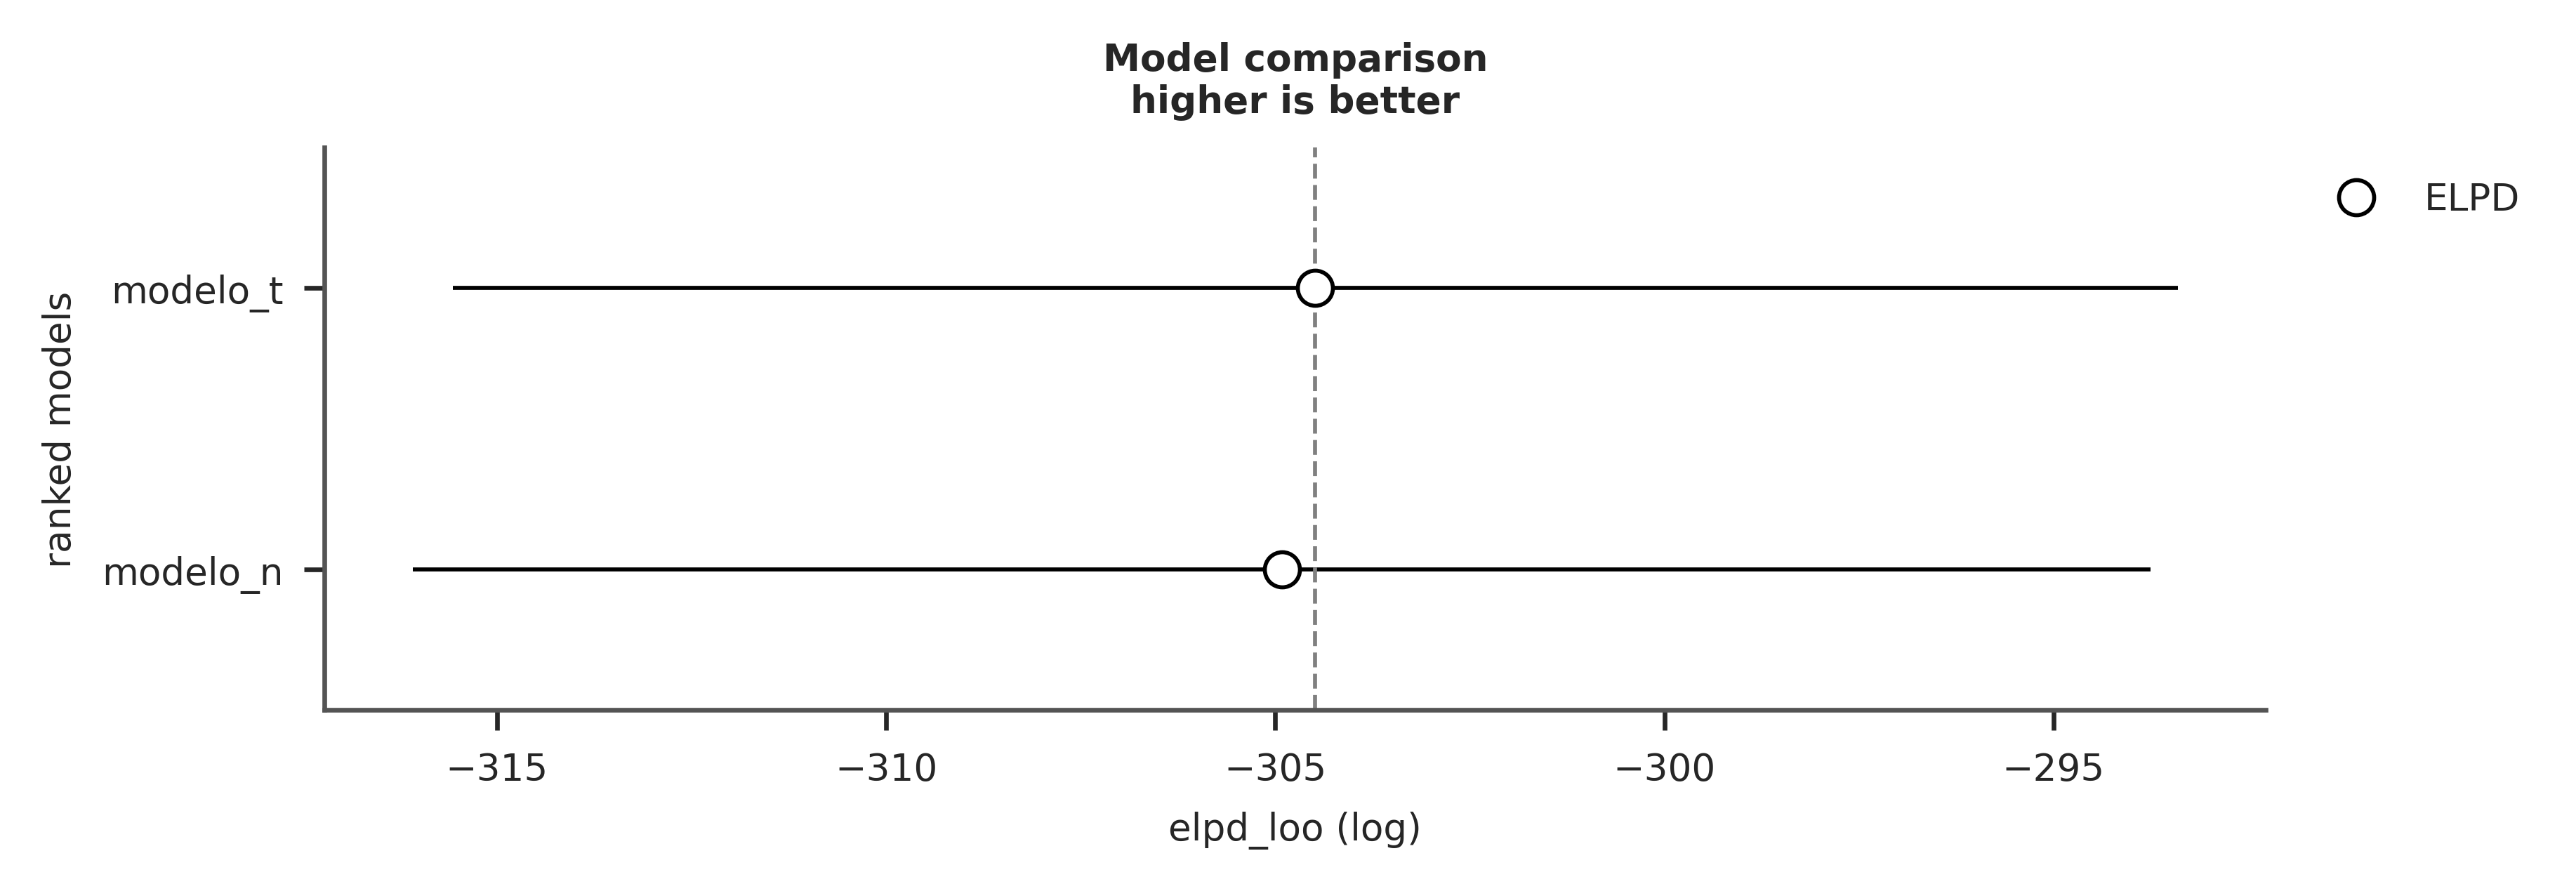 Model comparison
higher is better
ELPD
modelo_t
modelo_n
ranked models
−315
−310
−305
−300
−295
elpd_loo (log)